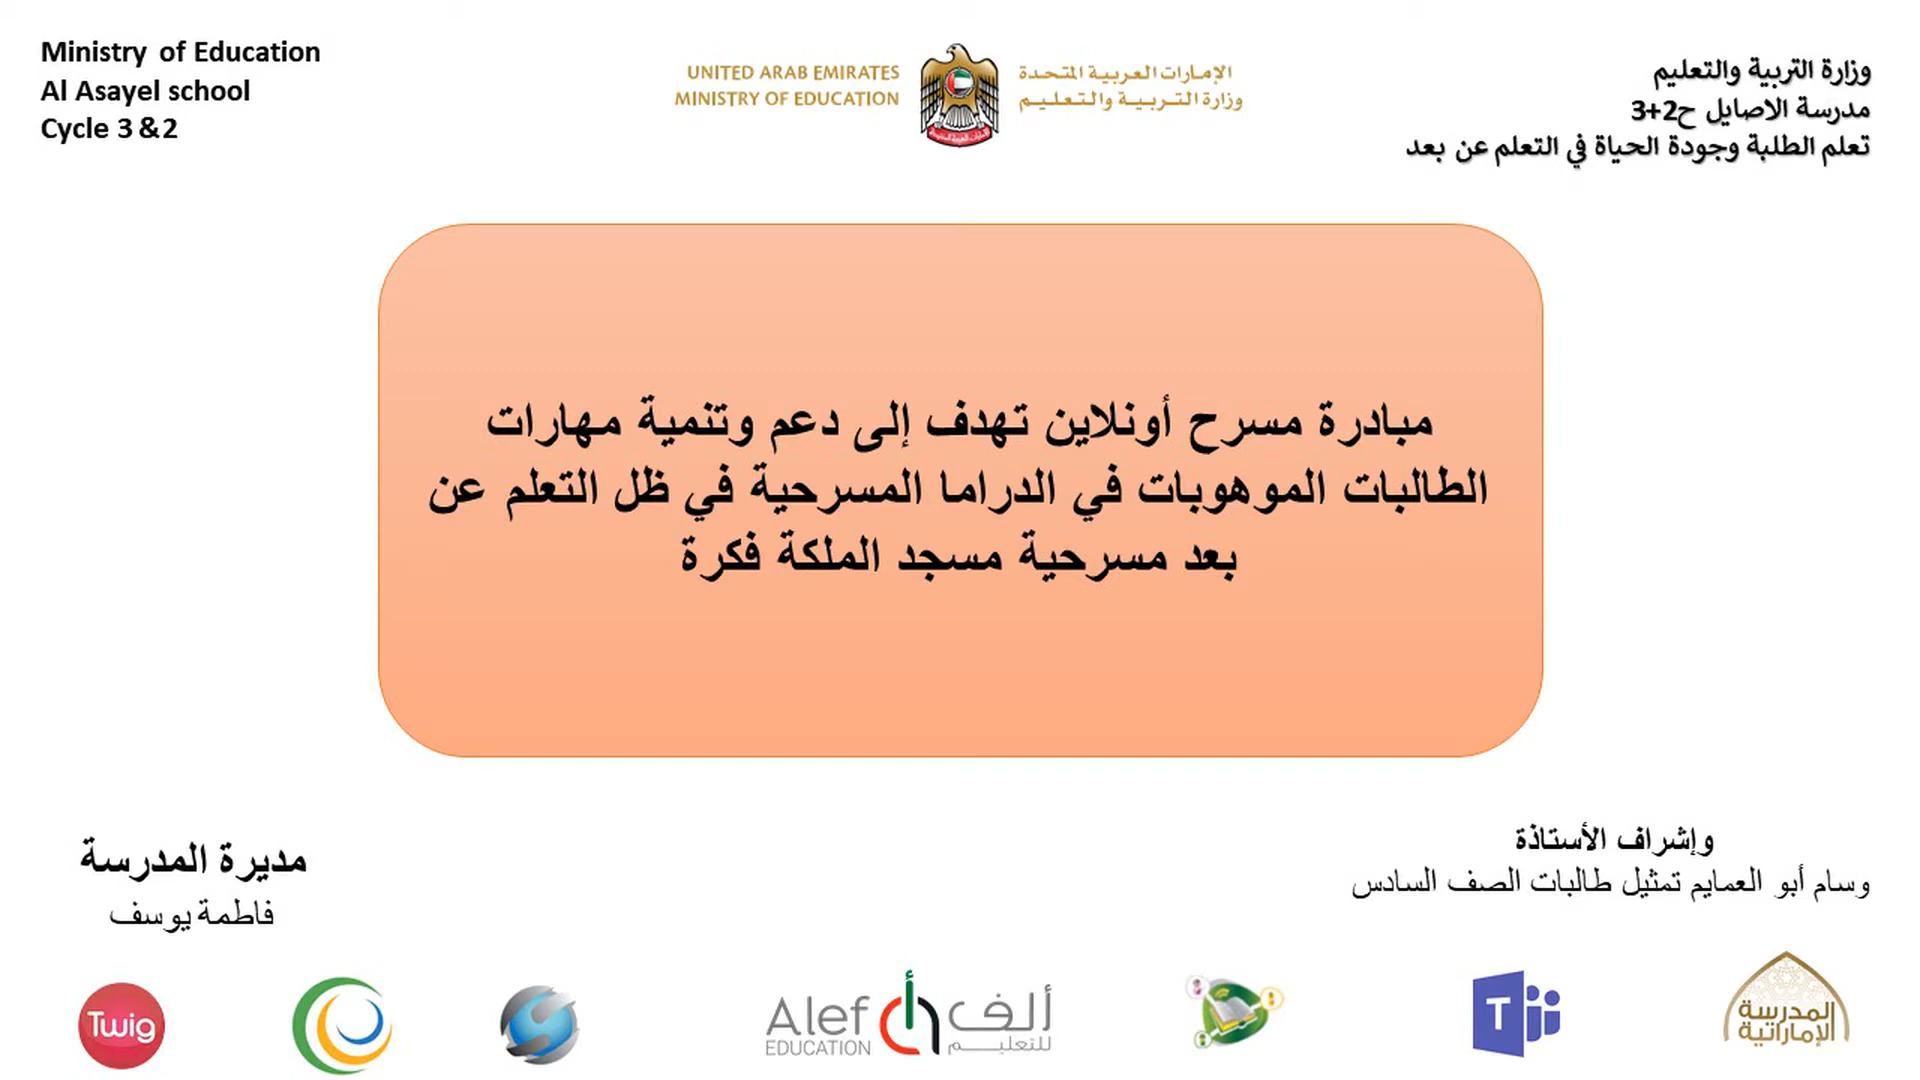 Ministry of Education
Al Asayel school
Cycle 3 &2
UNITED ARAB EMIRATES
MINISTRY OF EDUCATION
الإمارات العربية المتحدة
وزارة التربية والتعليم
وزارة التربية والتعليم
مدرسة الاصايل ح2+3
تعلم الطلبة وجودة الحياة في التعلم عن بعد
مبادرة مسرح أونلاين تهدف إلى دعم وتنمية مهارات
الطالبات الموهوبات في الدراما المسرحية في ظل التعلم عن
بعد مسرحية مسجد الملكة فكرة
وإشراف الأستاذة
وسام أبو العمايم تمثيل طالبات الصف السادس
مديرة المدرسة
فاطمة يوسف
Twig
Alef
EDUCATION
ألف
للتعليم
T
المدرسة
الإماراتية